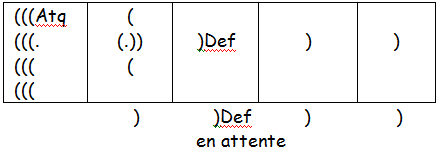 (((Atq (
(((. (.)) )Def ) )
((( (
(((
) )Def ) )
en attente